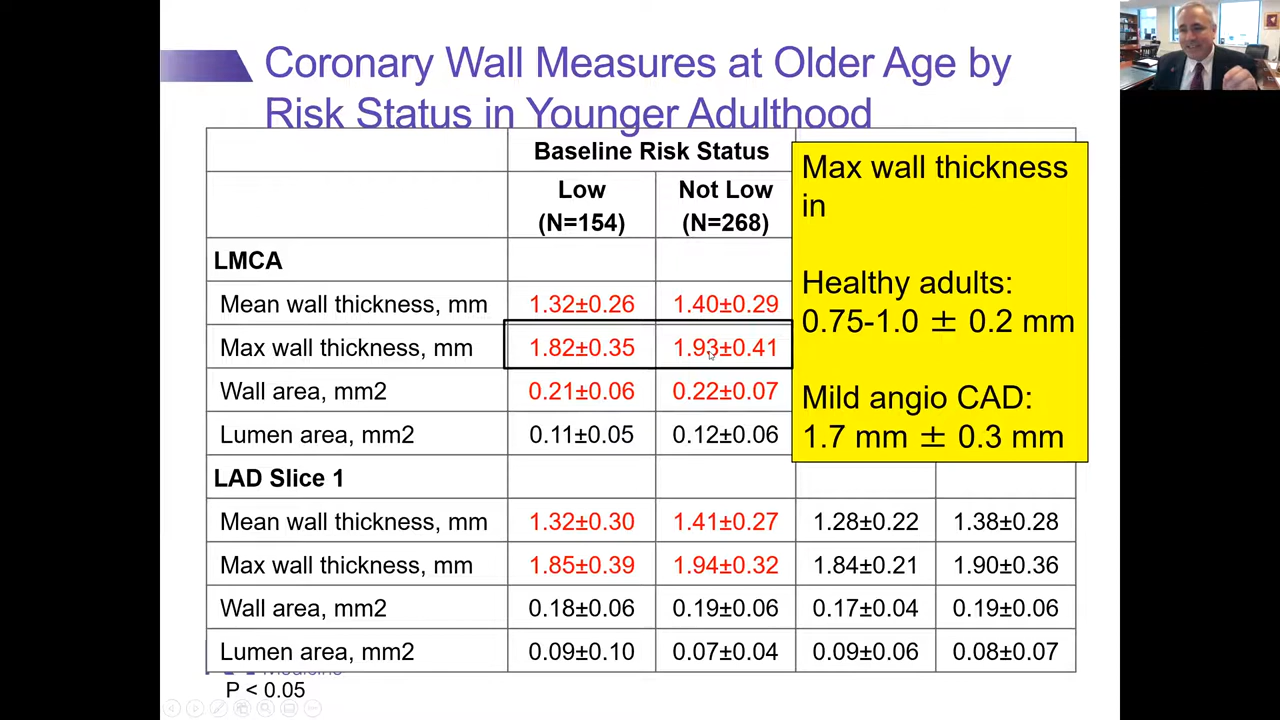 Coronary Wall Measures at Older Age by
Risk Status in Younger Adulthood
Baseline Risk Status
Low
(N=154)
Not Low
(N=268)
LMCA
Mean wall thickness, mm 1.32±0.26 1.40±0.29
Max wall thickness, mm 1.82±0.35 1.93±0.41
Wall area, mm2 0.21±0.06 0.22±0.07
Lumen area, mm2 0.11±0.05 0.12±0.06
LAD Slice 1
Mean wall thickness, mm 1.32±0.30 1.41±0.27 1.28±0.22 1.38±0.28
Max wall thickness, mm 1.85±0.39 1.94±0.32 1.84±0.21 1.90±0.36
Wall area, mm2 0.18±0.06 0.19±0.06 0.17±0.04 0.19±0.06
Lumen area, mm2 0.09±0.10 0.07±0.04 0.09±0.06 0.08±0.07
Max wall thickness
in
Healthy adults:
0.75-1.0 ± 0.2 mm
Mild angio CAD:
1.7 mm ± 0.3 mm
P < 0.05